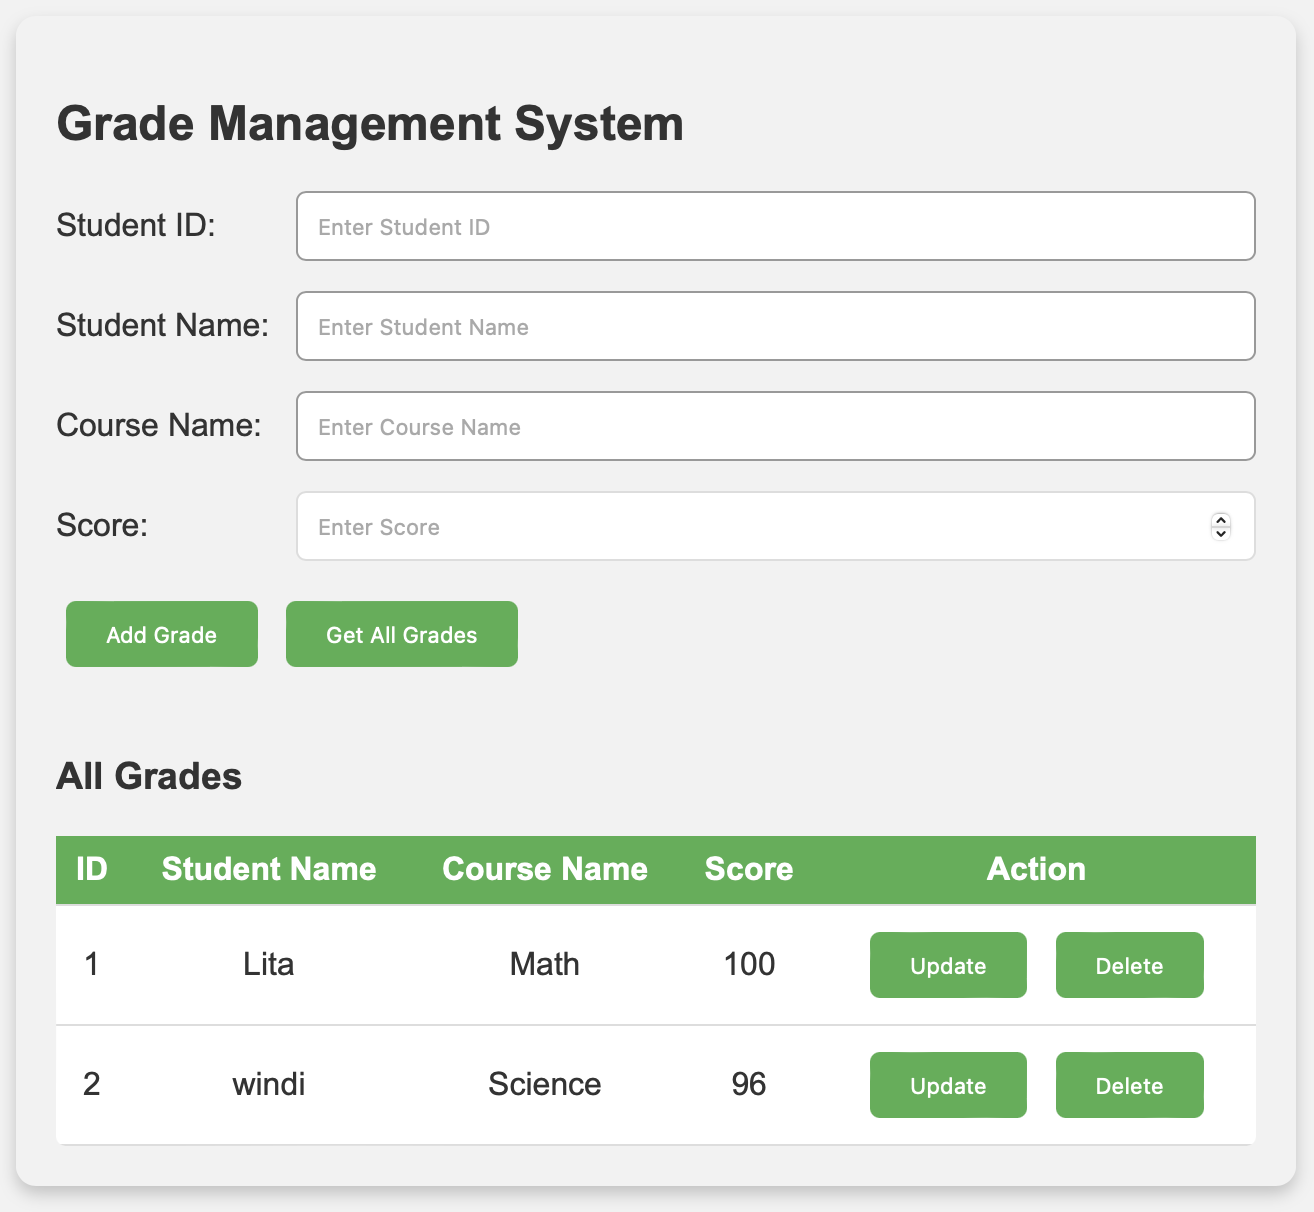 Grade Management System
Student ID: Enter Student ID
Student Name: Enter Student Name
Course Name: Enter Course Name
Score: Enter Score
Add Grade Get All Grades
All Grades
ID Student Name Course Name Score Action
1 Lita Math 100 Update Delete
2 windi Science 96 Update Delete